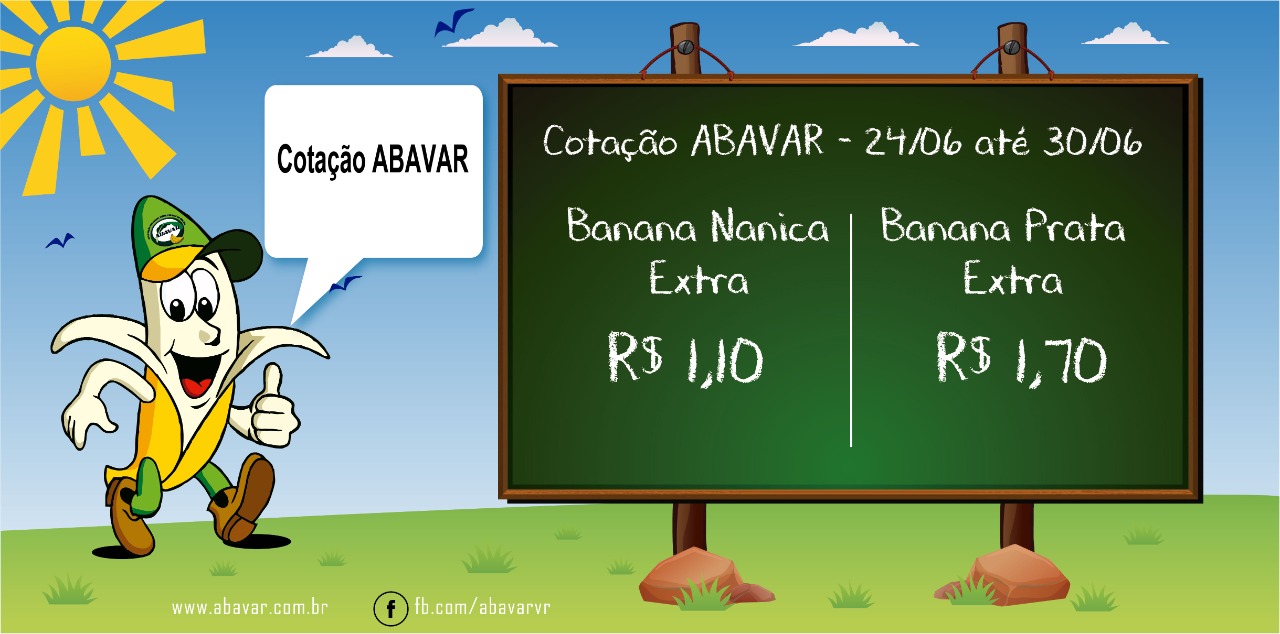 Cotação ABAVAR
Cotação ABAVAR - 24/06 até 30/06
Banana Nanica
Extra
R$ 1,10
Banana Prata
Extra
R$ 1,70
ABAVAR
www.abavar.com.br
f fb.com/abavarvr